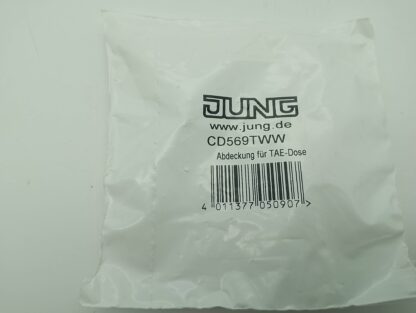 JUNG
www.jung.de
CD569TWW
Abdeckung für TAE-Dose
4 011377 050907 >